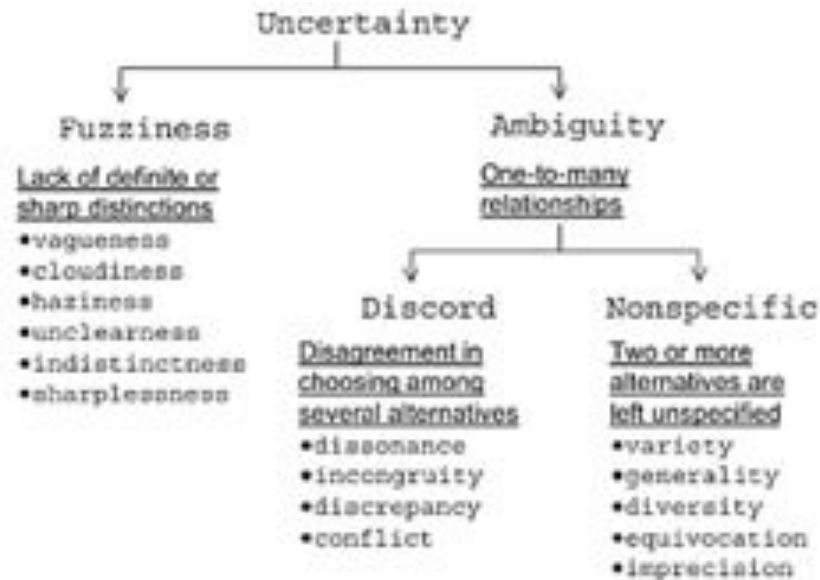 Uncertainty
Fuzziness
Lack of definite or
sharp distinctions
•vagueness
•cloudiness
•haziness
•unclearness
•indistinctness
•sharplessness
Ambiguity
One-to-many
relationships
Discord
Disagreement in
choosing among
several alternatives
•dissonance
•incongruity
•discrepancy
•conflict
Nonspecific
Two or more
alternatives are
left unspecified
•variety
•generality
•diversity
•equivocation
•imprecision